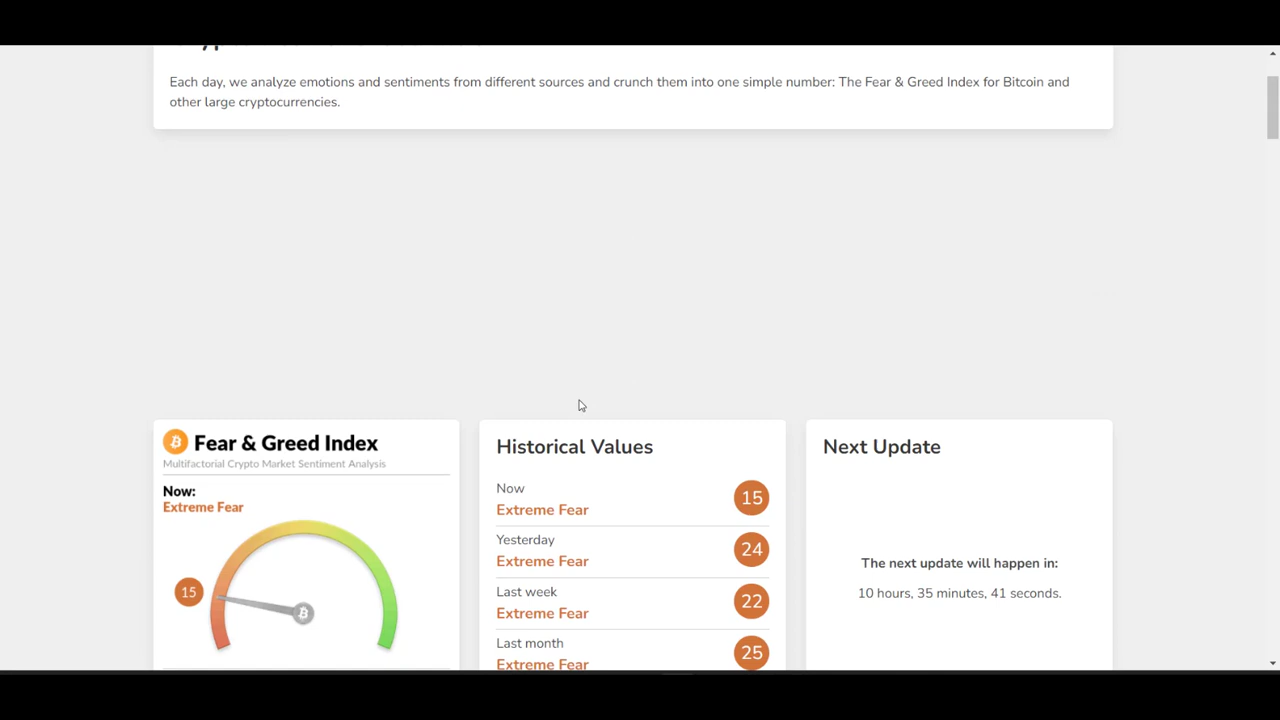 Each day, we analyze emotions and sentiments from different sources and crunch them into one simple number: The Fear & Greed Index for Bitcoin and
other large cryptocurrencies.
Fear & Greed Index
Multifactorial Crypto Market Sentiment Analysis
Now:
Extreme Fear
15
Historical Values
Now
Extreme Fear
15
Yesterday
Extreme Fear
24
Last week
Extreme Fear
22
Last month
Extreme Fear
25
Next Update
The next update will happen in:
10 hours, 35 minutes, 41 seconds.